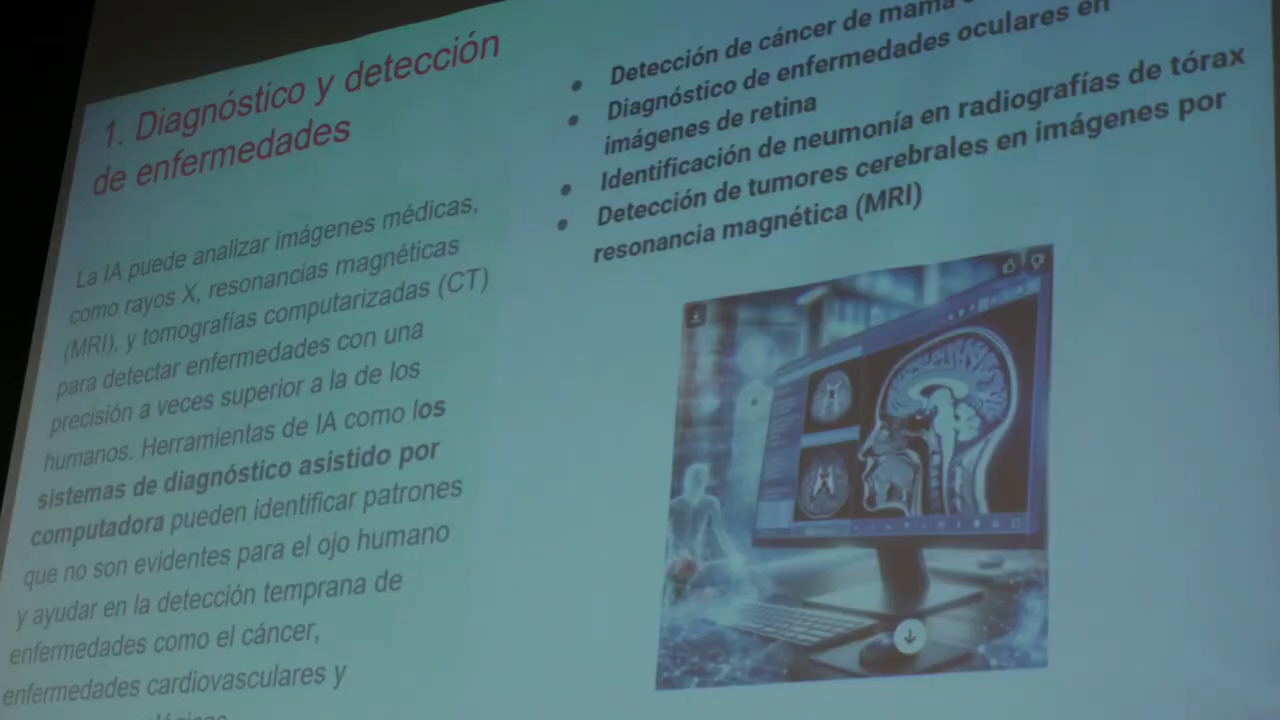 1. Diagnóstico y detección
de enfermedades
La IA puede analizar imágenes médicas,
como rayos X, resonancias magnéticas
(MRI), y tomografías computarizadas (CT)
para detectar enfermedades con una
precisión a veces superior a la de los
humanos. Herramientas de IA como los
sistemas de diagnóstico asistido por
computadora pueden identificar patrones
que no son evidentes para el ojo humano
y ayudar en la detección temprana de
enfermedades como el cáncer,
enfermedades cardiovasculares y
Detección de cáncer de mama
Diagnóstico de enfermedades oculares en
imágenes de retina
Identificación de neumonía en radiografías de tórax
Detección de tumores cerebrales en imágenes por
resonancia magnética (MRI)